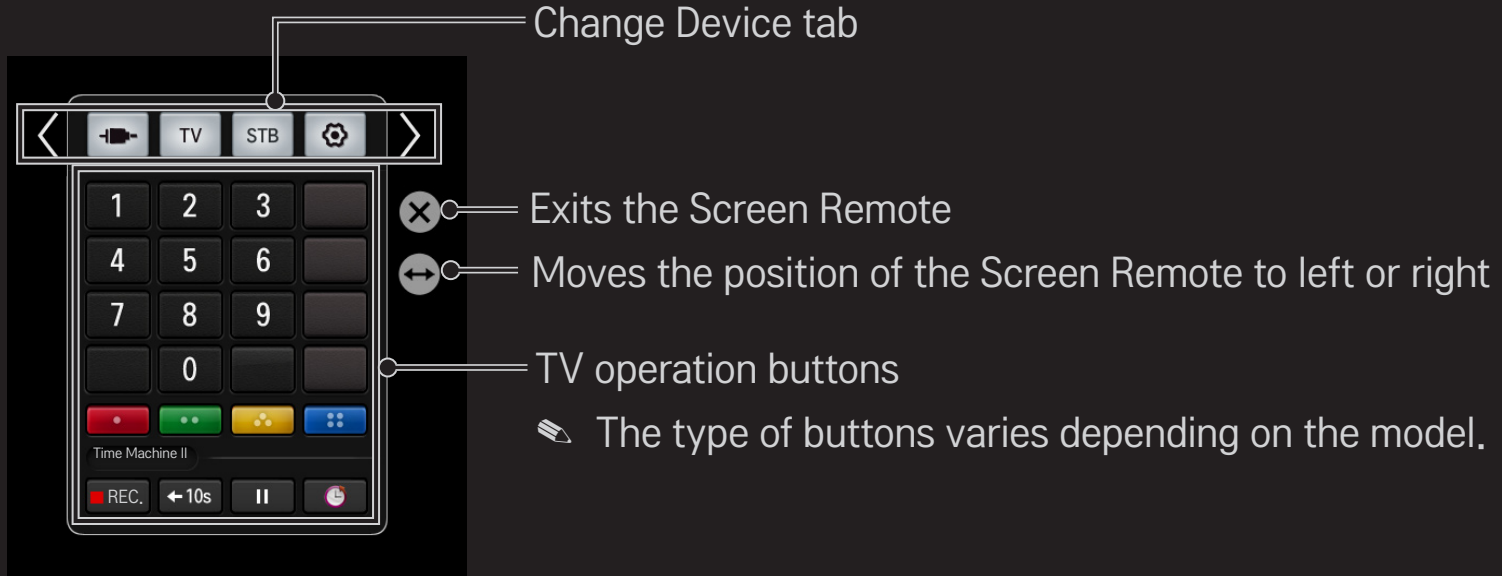 Change Device tab
TV STB
1 2 3
Exits the Screen Remote
4 5 6
Moves the position of the Screen Remote to left or right
7 8 9
0
TV operation buttons
✎ The type of buttons varies depending on the model.
Time Machine II
REC. ←10s